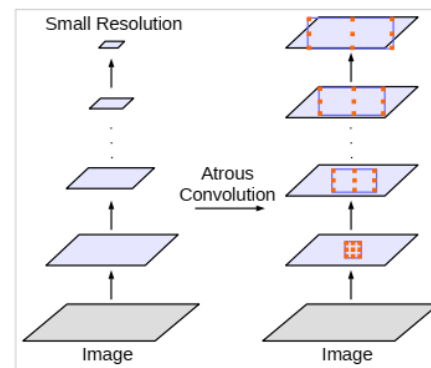 Small Resolution
Atrous
Convolution
Image
Image